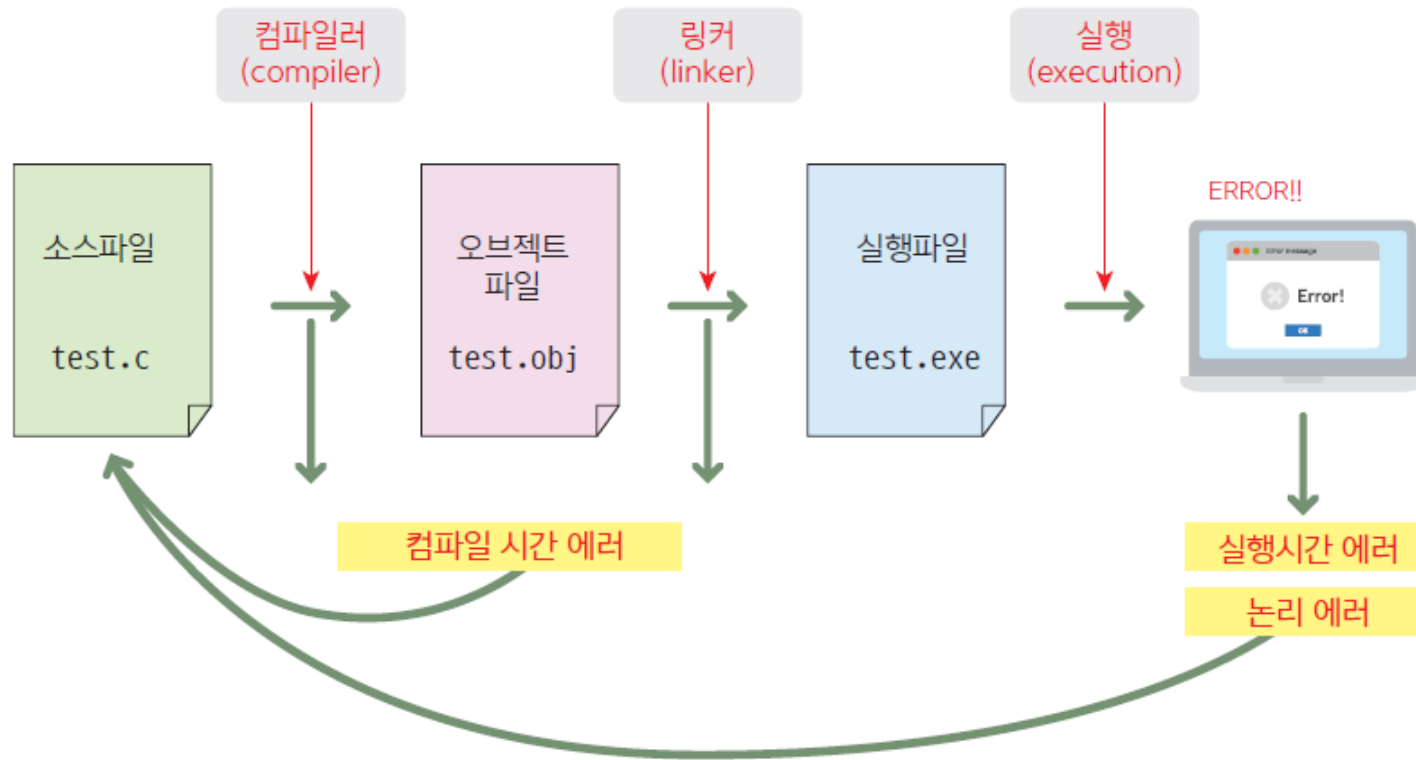 컴파일러
(compiler)
링커
(linker)
실행
(execution)
소스파일
test.c
오브젝트
파일
test.obj
실행파일
test.exe
ERROR!!
Error message
Error!
OK
컴파일 시간 에러
실행시간 에러
논리 에러